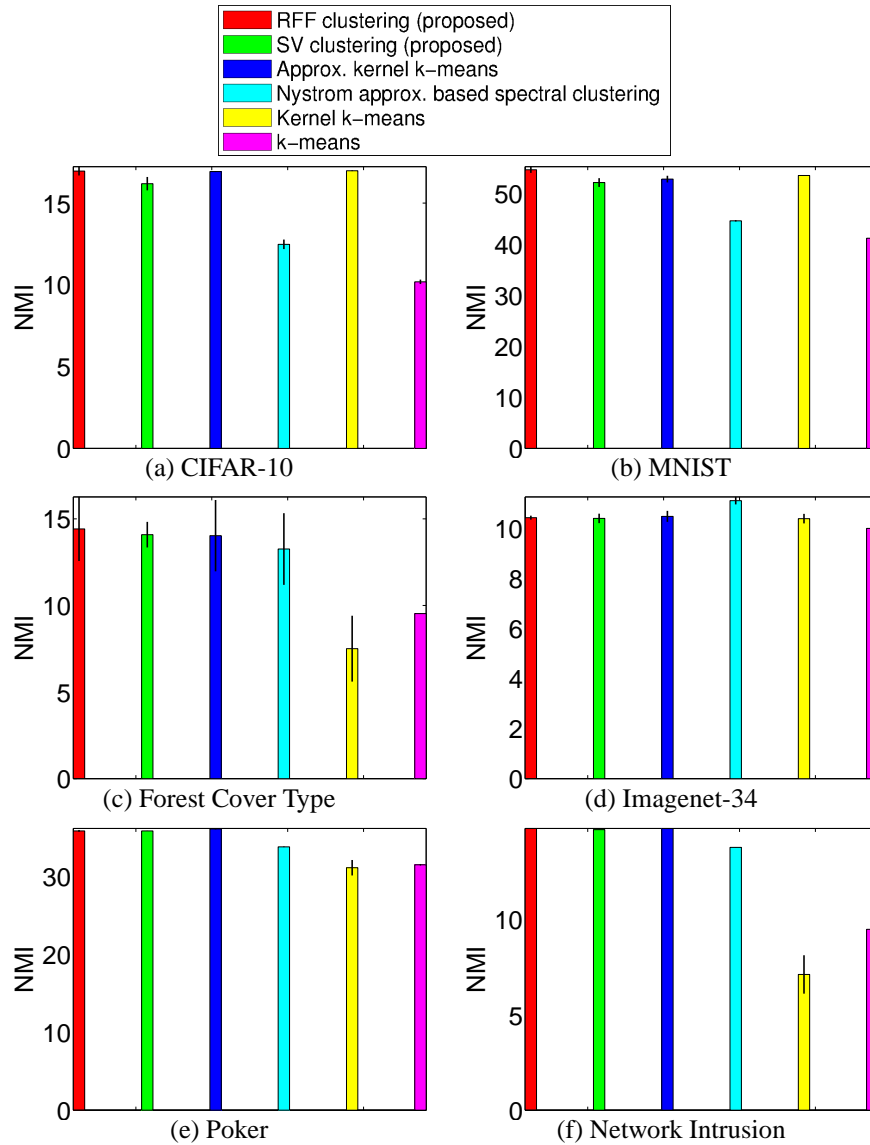 RFF clustering (proposed)
SV clustering (proposed)
Approx. kernel k−means
Nystrom approx. based spectral clustering
Kernel k−means
k−means
15
10
5
0
NMI
(a) CIFAR-10
50
40
30
20
10
0
NMI
(b) MNIST
15
10
5
0
NMI
(c) Forest Cover Type
10
8
6
4
2
0
NMI
(d) Imagenet-34
30
20
10
0
NMI
(e) Poker
10
5
0
NMI
(f) Network Intrusion